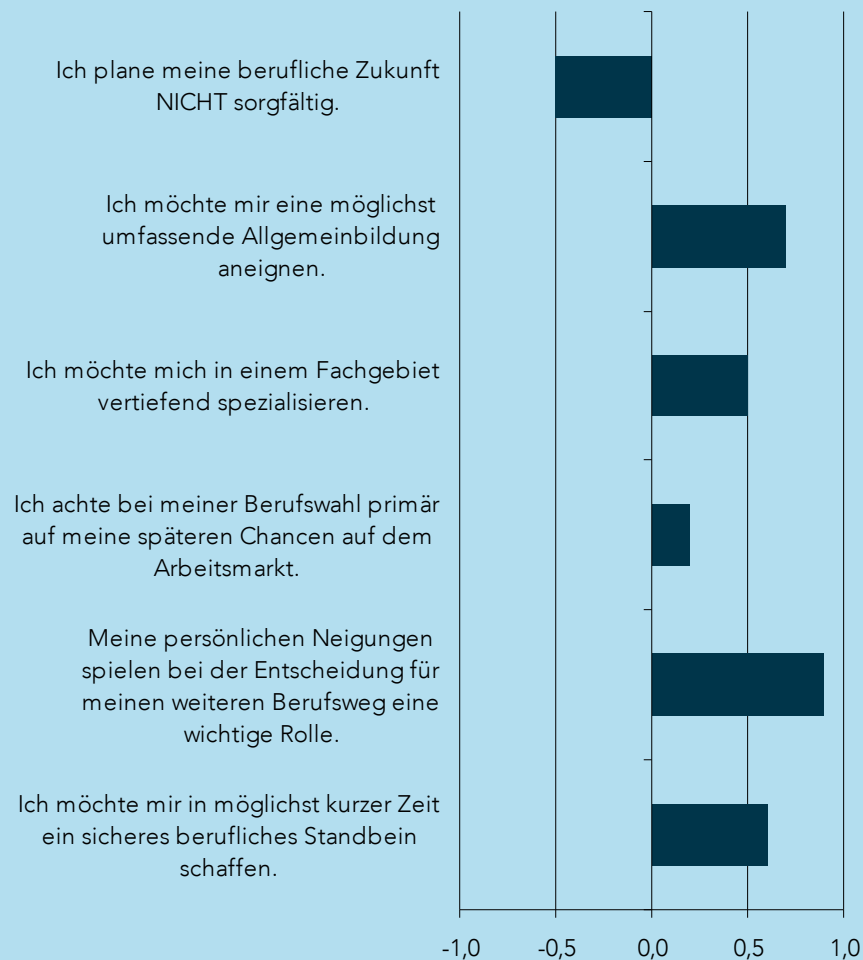 Ich plane meine berufliche Zukunft
NICHT sorgfältig.
Ich möchte mir eine möglichst
umfassende Allgemeinbildung
aneignen.
Ich möchte mich in einem Fachgebiet
vertiefend spezialisieren.
Ich achte bei meiner Berufswahl primär
auf meine späteren Chancen auf dem
Arbeitsmarkt.
Meine persönlichen Neigungen
spielen bei der Entscheidung für
meinen weiteren Berufsweg eine
wichtige Rolle.
Ich möchte mir in möglichst kurzer Zeit
ein sicheres berufliches Standbein
schaffen.
-1,0 -0,5 0,0 0,5 1,0